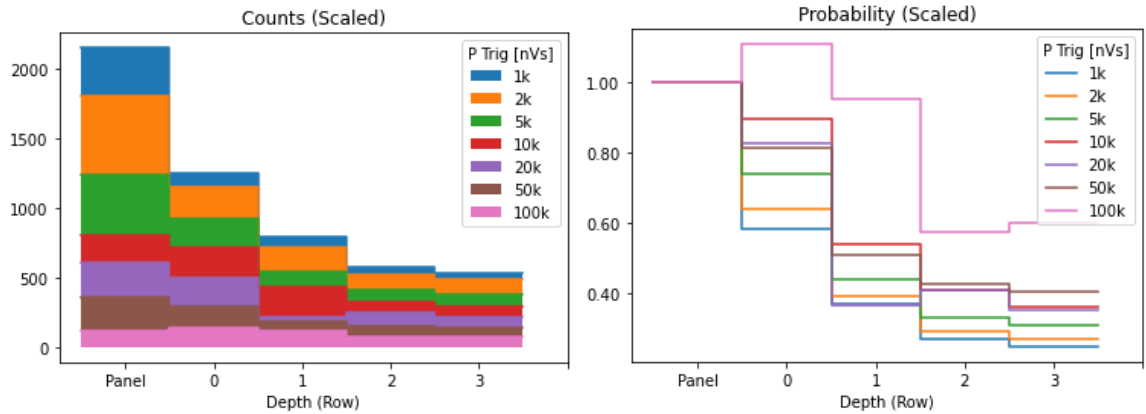 Counts (Scaled)
2000
1500
1000
500
0
P Trig [nVs]
1k
2k
5k
10k
20k
50k
100k
Panel 0 1 2 3
Depth (Row)
Probability (Scaled)
1.00
0.80
0.60
0.40
P Trig [nVs]
1k
2k
5k
10k
20k
50k
100k
Panel 0 1 2 3
Depth (Row)